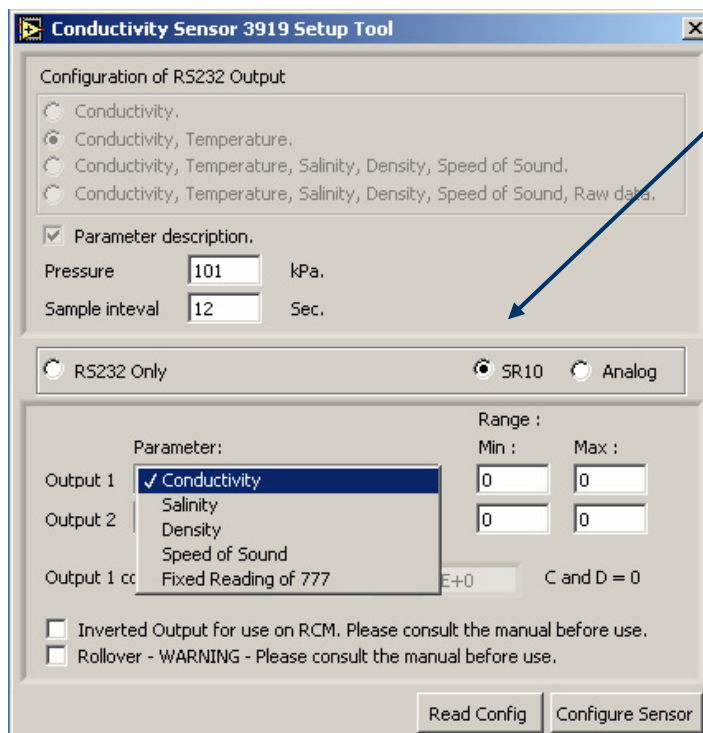 Conductivity Sensor 3919 Setup Tool
Configuration of RS232 Output
Conductivity.
Conductivity, Temperature.
Conductivity, Temperature, Salinity, Density, Speed of Sound.
Conductivity, Temperature, Salinity, Density, Speed of Sound, Raw data.
Parameter description.
Pressure 101 kPa.
Sample inteval 12 Sec.
RS232 Only SR10 Analog
Range :
Parameter: Min : Max :
Output 1 Conductivity 0 0
Salinity
Output 2 Density 0 0
Speed of Sound
Output 1 Fixed Reading of 777 E+0 C and D = 0
Inverted Output for use on RCM. Please consult the manual before use.
Rollover - WARNING - Please consult the manual before use.
Read Config Configure Sensor